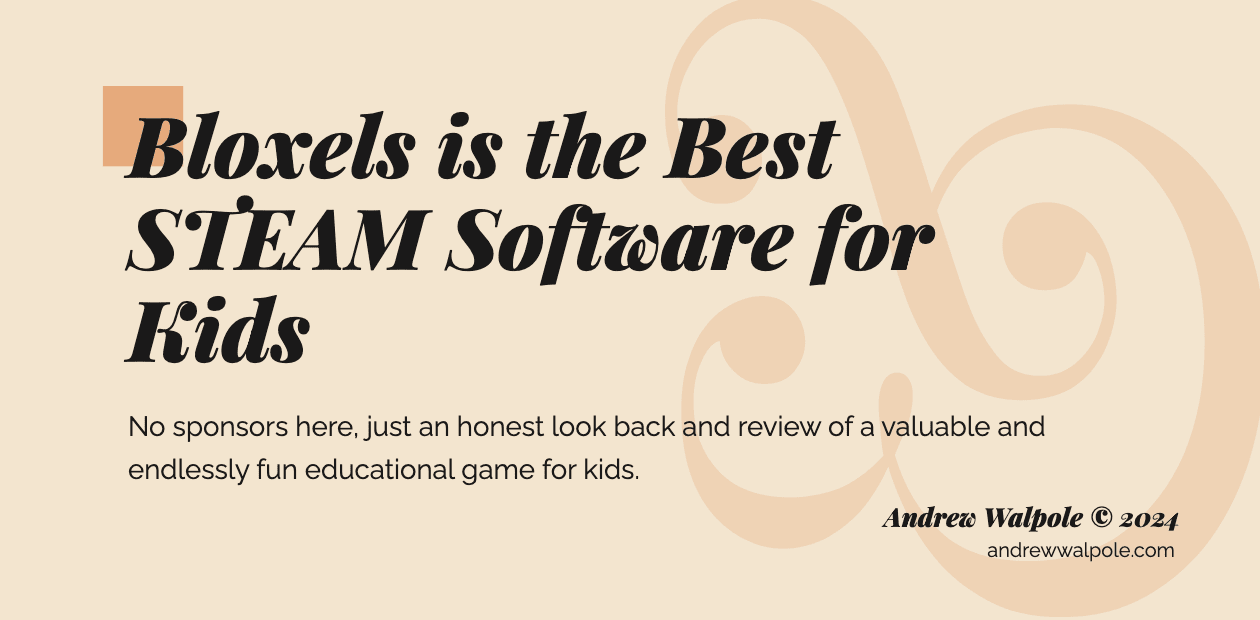 Bloxels is the Best
STEAM Software for
Kids
No sponsors here, just an honest look back and review of a valuable and
endlessly fun educational game for kids.
Andrew Walpole © 2024
andrewwalpole.com